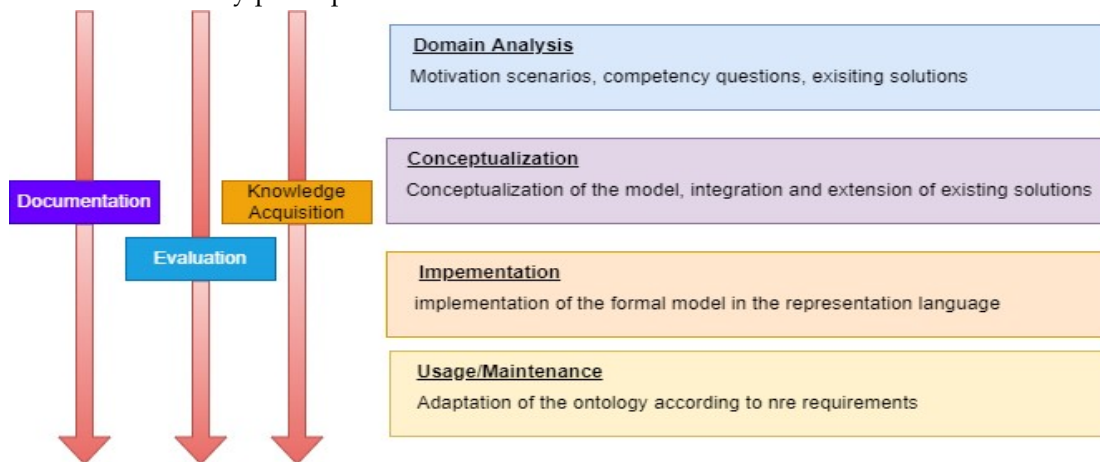 Domain Analysis
Motivation scenarios, competency questions, exisiting solutions
Conceptualization
Conceptualization of the model, integration and extension of existing solutions
Documentation
Knowledge
Acquisition
Evaluation
Impementation
implementation of the formal model in the representation language
Usage/Maintenance
Adaptation of the ontology according to nre requirements